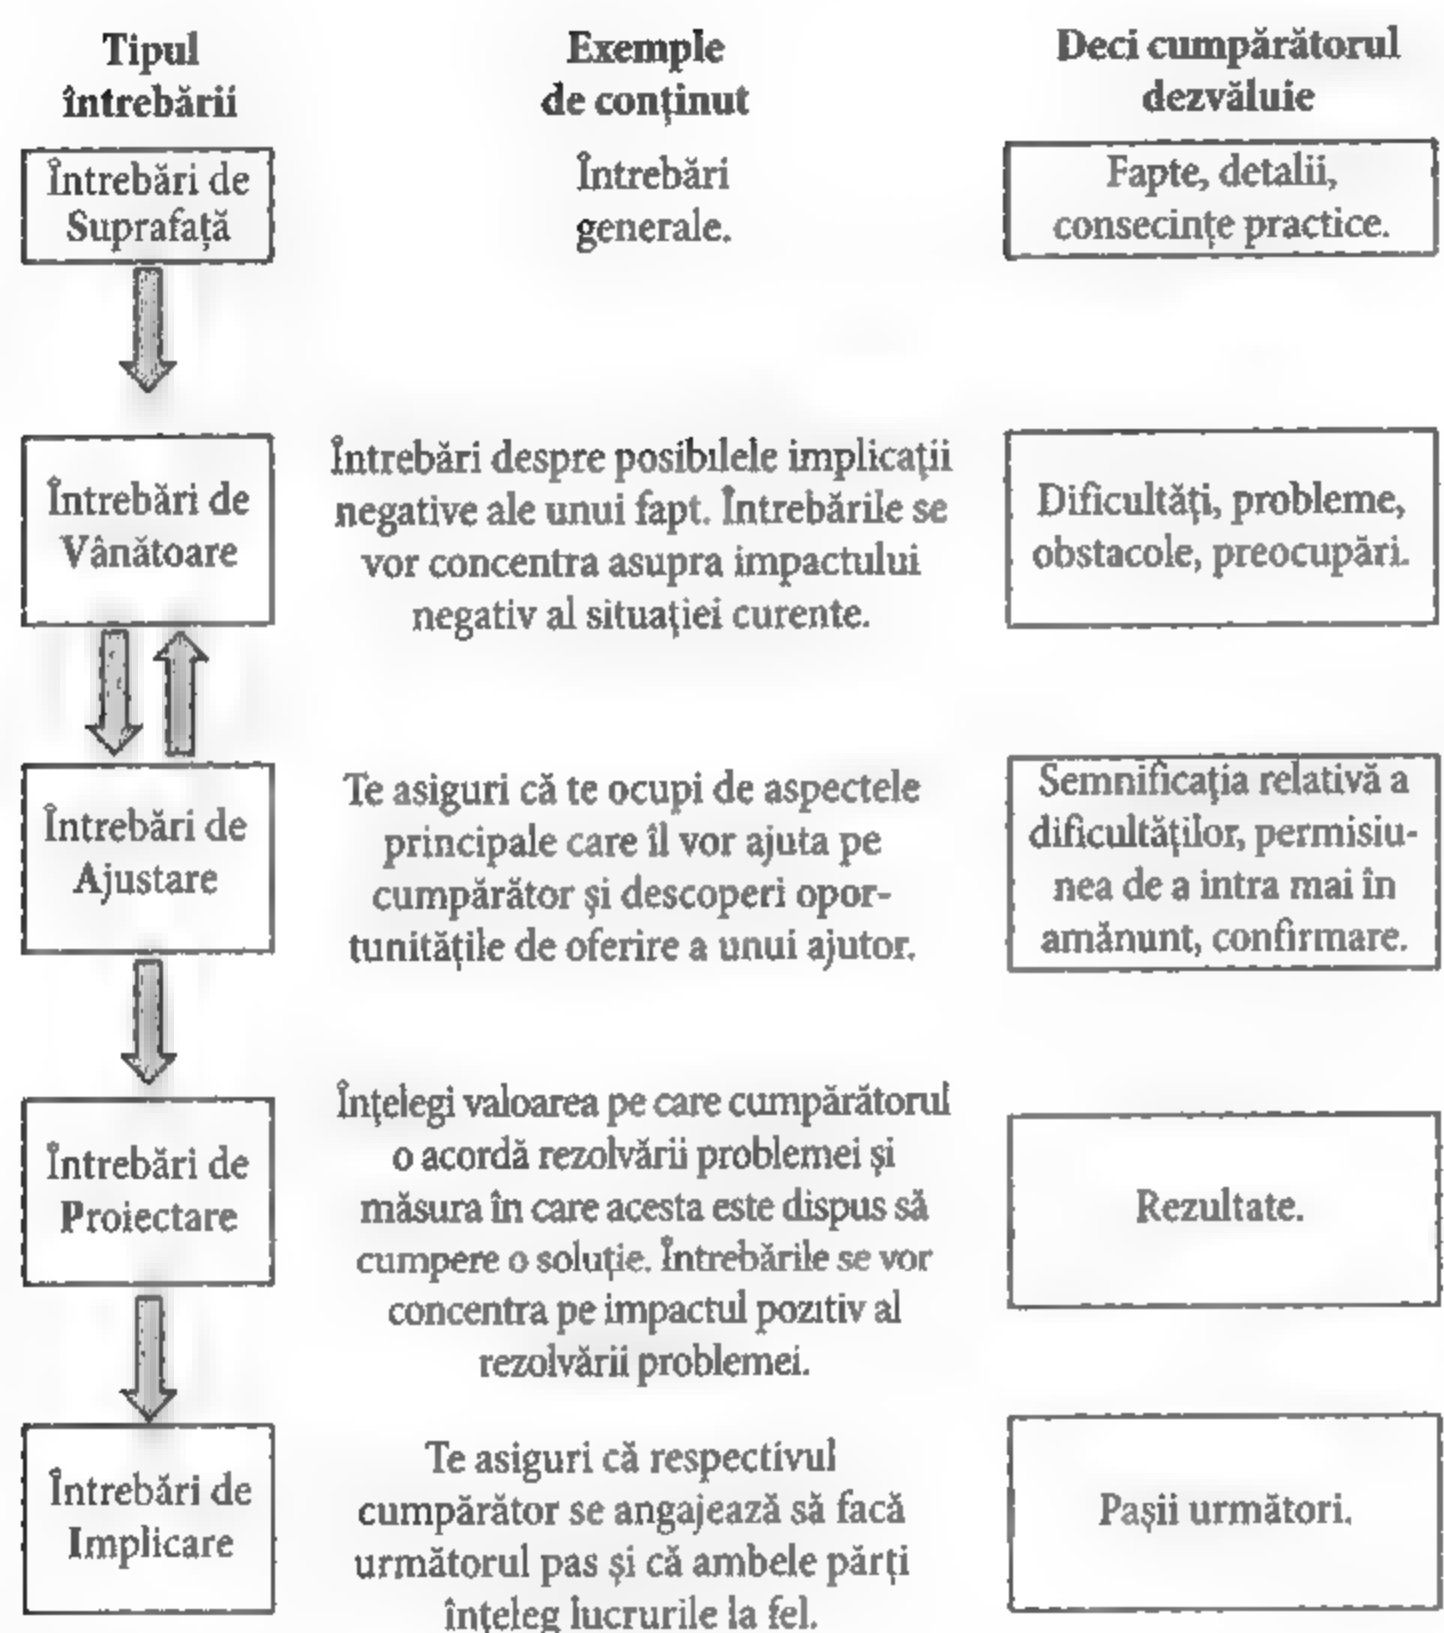 Tipul
întrebării
Exemple
de conținut
Deci cumpărătorul
dezvăluie
Întrebări de
Suprafață
Întrebări
generale.
Fapte, detalii,
consecințe practice.
Întrebări de
Vânătoare
Întrebări despre posibilele implicații
negative ale unui fapt. Întrebările se
vor concentra asupra impactului
negativ al situației curente.
Dificultăți, probleme,
obstacole, preocupări.
Întrebări de
Ajustare
Te asiguri că te ocupi de aspectele
principale care îl vor ajuta pe
cumpărător și descoperi opor-
tunitățile de oferire a unui ajutor.
Semnificația relativă a
dificultăților, permisiu-
nea de a intra mai în
amănunt, confirmare.
Întrebări de
Proiectare
Înțelegi valoarea pe care cumpărătorul
o acordă rezolvării problemei și
măsura în care acesta este dispus să
cumpere o soluție. Întrebările se vor
concentra pe impactul pozitiv al
rezolvării problemei.
Rezultate.
Întrebări de
Implicare
Te asiguri că respectivul
cumpărător se angajează să facă
următorul pas și că ambele părți
înțeleg lucrurile la fel.
Pașii următori.